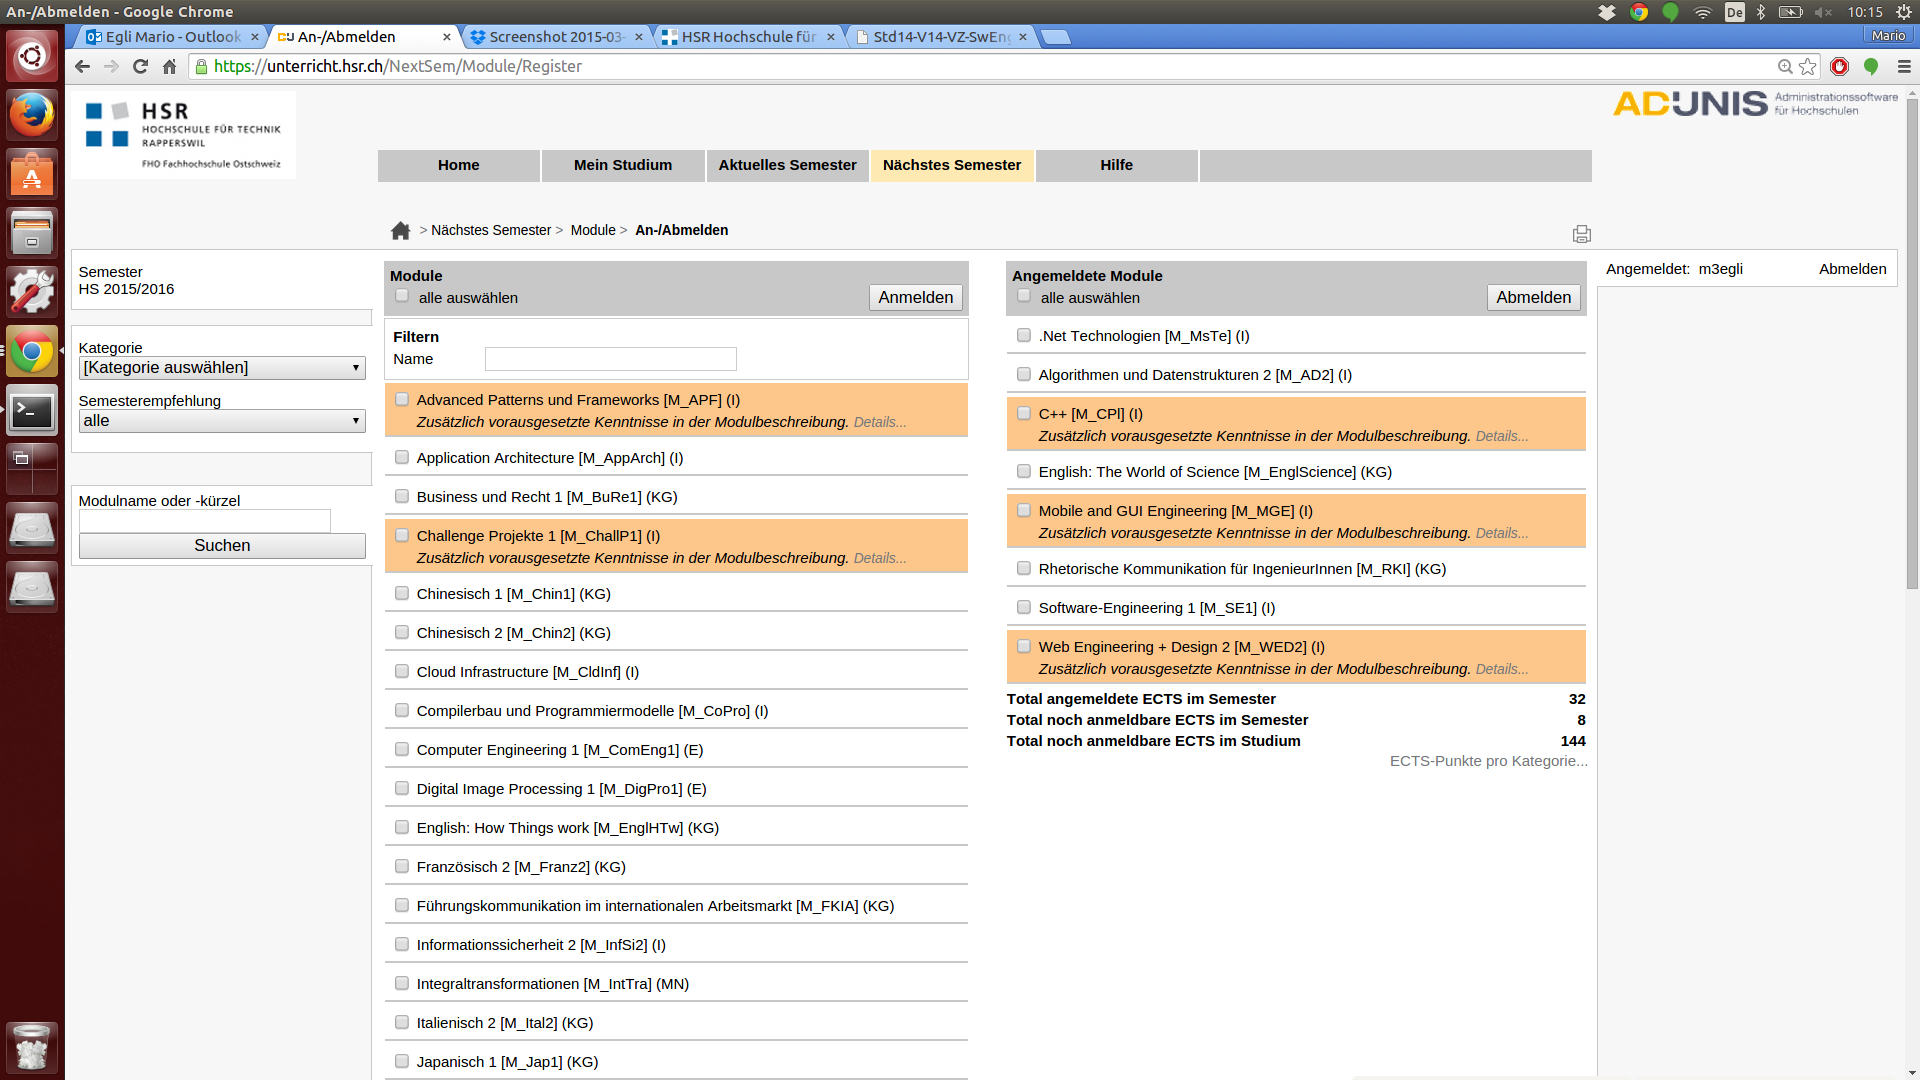 An-/Abmelden - Google Chrome
De
10:15
Egli Mario - Outlook
An-/Abmelden
Screenshot 2015-03-
HSR Hochschule für
Std14-V14-VZ-SwEng
Mario
https://unterricht.hsr.ch/NextSem/Module/Register
HSR
HOCHSCHULE FÜR TECHNIK
RAPPERSWIL
FHO Fachhochschule Ostschweiz
ADUNIS Administrationssoftware
für Hochschulen
Home
Mein Studium
Aktuelles Semester
Nächstes Semester
Hilfe
> Nächstes Semester > Module > An-/Abmelden
Semester
HS 2015/2016
Kategorie
[Kategorie auswählen]
Semesterempfehlung
alle
Modulname oder -kürzel
Suchen
Module
alle auswählen
Anmelden
Filtern
Name
Advanced Patterns und Frameworks [M_APF] (I)
Zusätzlich vorausgesetzte Kenntnisse in der Modulbeschreibung. Details...
Application Architecture [M_AppArch] (I)
Business und Recht 1 [M_BuRe1] (KG)
Challenge Projekte 1 [M_ChallP1] (I)
Zusätzlich vorausgesetzte Kenntnisse in der Modulbeschreibung. Details...
Chinesisch 1 [M_Chin1] (KG)
Chinesisch 2 [M_Chin2] (KG)
Cloud Infrastructure [M_CldInf] (I)
Compilerbau und Programmiermodelle [M_CoPro] (I)
Computer Engineering 1 [M_ComEng1] (E)
Digital Image Processing 1 [M_DigPro1] (E)
English: How Things work [M_EnglHTw] (KG)
Französisch 2 [M_Franz2] (KG)
Führungskommunikation im internationalen Arbeitsmarkt [M_FKIA] (KG)
Informationssicherheit 2 [M_InfSi2] (I)
Integraltransformationen [M_IntTra] (MN)
Italienisch 2 [M_Ital2] (KG)
Japanisch 1 [M_Jap1] (KG)
Angemeldete Module
alle auswählen
Abmelden
.Net Technologien [M_MsTe] (I)
Algorithmen und Datenstrukturen 2 [M_AD2] (I)
C++ [M_CPl] (I)
Zusätzlich vorausgesetzte Kenntnisse in der Modulbeschreibung. Details...
English: The World of Science [M_EnglScience] (KG)
Mobile and GUI Engineering [M_MGE] (I)
Zusätzlich vorausgesetzte Kenntnisse in der Modulbeschreibung. Details...
Rhetorische Kommunikation für IngenieurInnen [M_RKI] (KG)
Software-Engineering 1 [M_SE1] (I)
Web Engineering + Design 2 [M_WED2] (I)
Zusätzlich vorausgesetzte Kenntnisse in der Modulbeschreibung. Details...
Total angemeldete ECTS im Semester 32
Total noch anmeldbare ECTS im Semester 8
Total noch anmeldbare ECTS im Studium 144
ECTS-Punkte pro Kategorie...
Angemeldet: m3egli
Abmelden